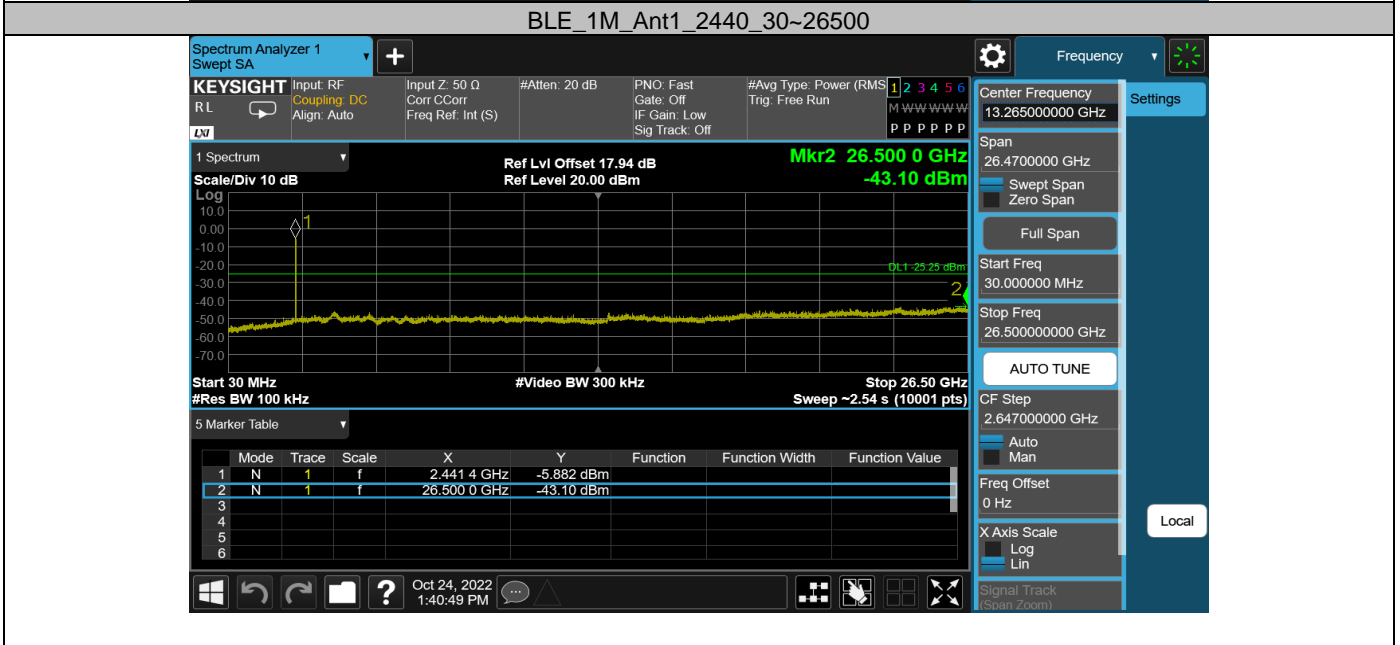 BLE_1M_Ant1_2440_30~26500
Spectrum Analyzer 1
Swept SA
+
Frequency
KEYSIGHT
R L
LXI
Input: RF
Coupling: DC
Align: Auto
Input Z: 50 Ω
Corr CCorr
Freq Ref: Int (S)
#Atten: 20 dB
PNO: Fast
Gate: Off
IF Gain: Low
Sig Track: Off
#Avg Type: Power (RMS
Trig: Free Run
1 2 3 4 5 6
M W W W W W
P P P P P P
1 Spectrum
Scale/Div 10 dB
Ref Lvl Offset 17.94 dB
Ref Level 20.00 dBm
Mkr2 26.500 0 GHz
-43.10 dBm
Log
10.0
0.00
-10.0
-20.0
-30.0
-40.0
-50.0
-60.0
-70.0
1
DL1 -25.25 dBm
2
Start 30 MHz
#Video BW 300 kHz
Stop 26.50 GHz
#Res BW 100 kHz
Sweep ~2.54 s (10001 pts)
5 Marker Table
Mode Trace Scale X Y Function Function Width Function Value
1 N 1 f 2.441 4 GHz -5.882 dBm
2 N 1 f 26.500 0 GHz -43.10 dBm
3
4
5
6
?
Oct 24, 2022
1:40:49 PM
Center Frequency
13.265000000 GHz
Settings
Span
26.4700000 GHz
Swept Span
Zero Span
Full Span
Start Freq
30.000000 MHz
Stop Freq
26.500000000 GHz
AUTO TUNE
CF Step
2.647000000 GHz
Auto
Man
Freq Offset
0 Hz
Local
X Axis Scale
Log
Lin
Signal Track
(Span Zoom)